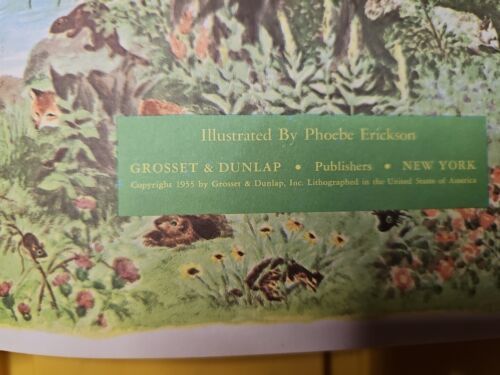 Illustrated By Phoebe Erickson
GROSSET & DUNLAP • Publishers • NEW YORK
Copyright 1955 by Grosset & Dunlap, Inc. Lithographed in the United States of America